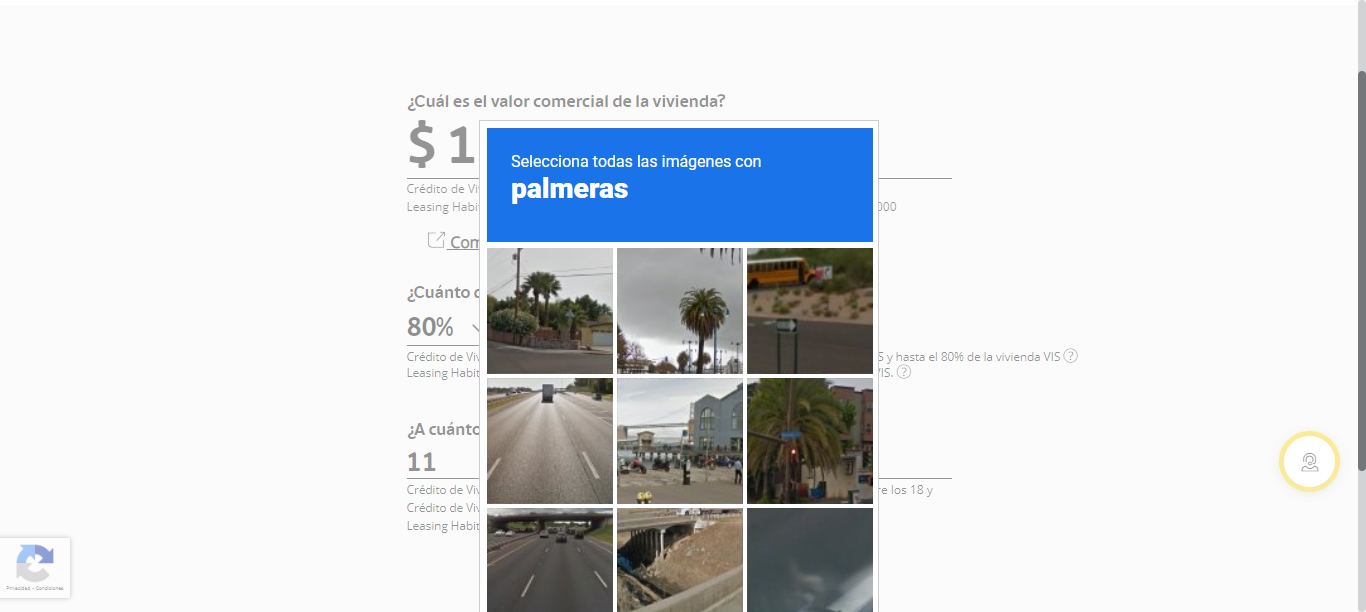 ¿Cuál es el valor comercial de la vivienda?
$ 1
Crédito de Vi
Leasing Habi
000
Com
¿Cuánto
80%
Crédito de Viv
S y hasta el 80% de la vivienda VIS ?
Leasing Habit
IS. ?
¿A cuánto
11
Crédito de Viv
re los 18 y
Crédito de Viv
Leasing Habit
Selecciona todas las imágenes con
palmeras
Privacidad - Condiciones